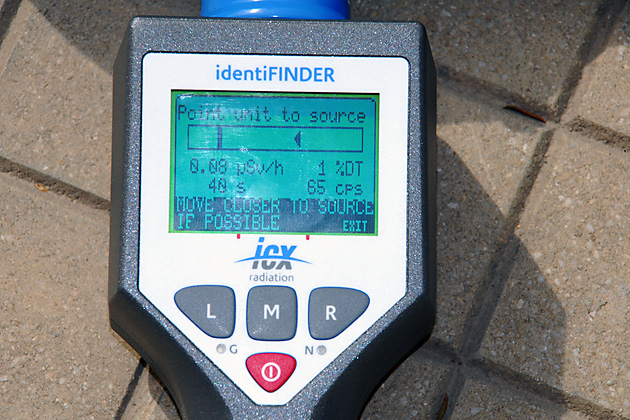 identiFINDER
Point unit to source
0.08 µSv/h 1 %DT
40 s 65 cps
MOVE CLOSER TO SOURCE
IF POSSIBLE EXIT
icx
radiation
L M R
G N